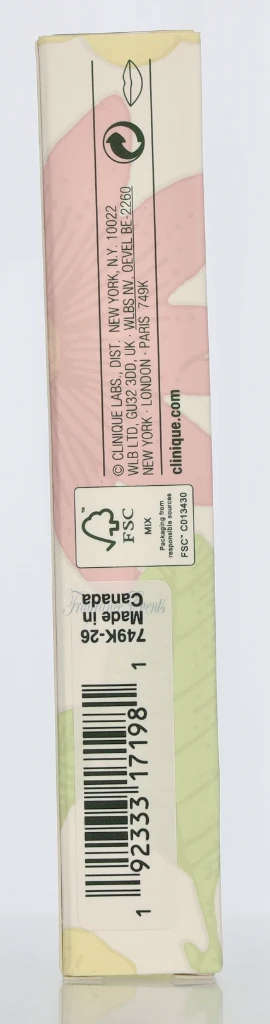 © CLINIQUE LABS., DIST. NEW YORK, N.Y. 10022
WLB LTD, GU32 3DD, UK · WLBS NV, OEVEL BE-2260
NEW YORK · LONDON · PARIS 749K
clinique.com
FSC
MIX
Packaging from
responsible sources
FSC™ C013430
749K-26
Made in
Canada
1 92333 17198 1